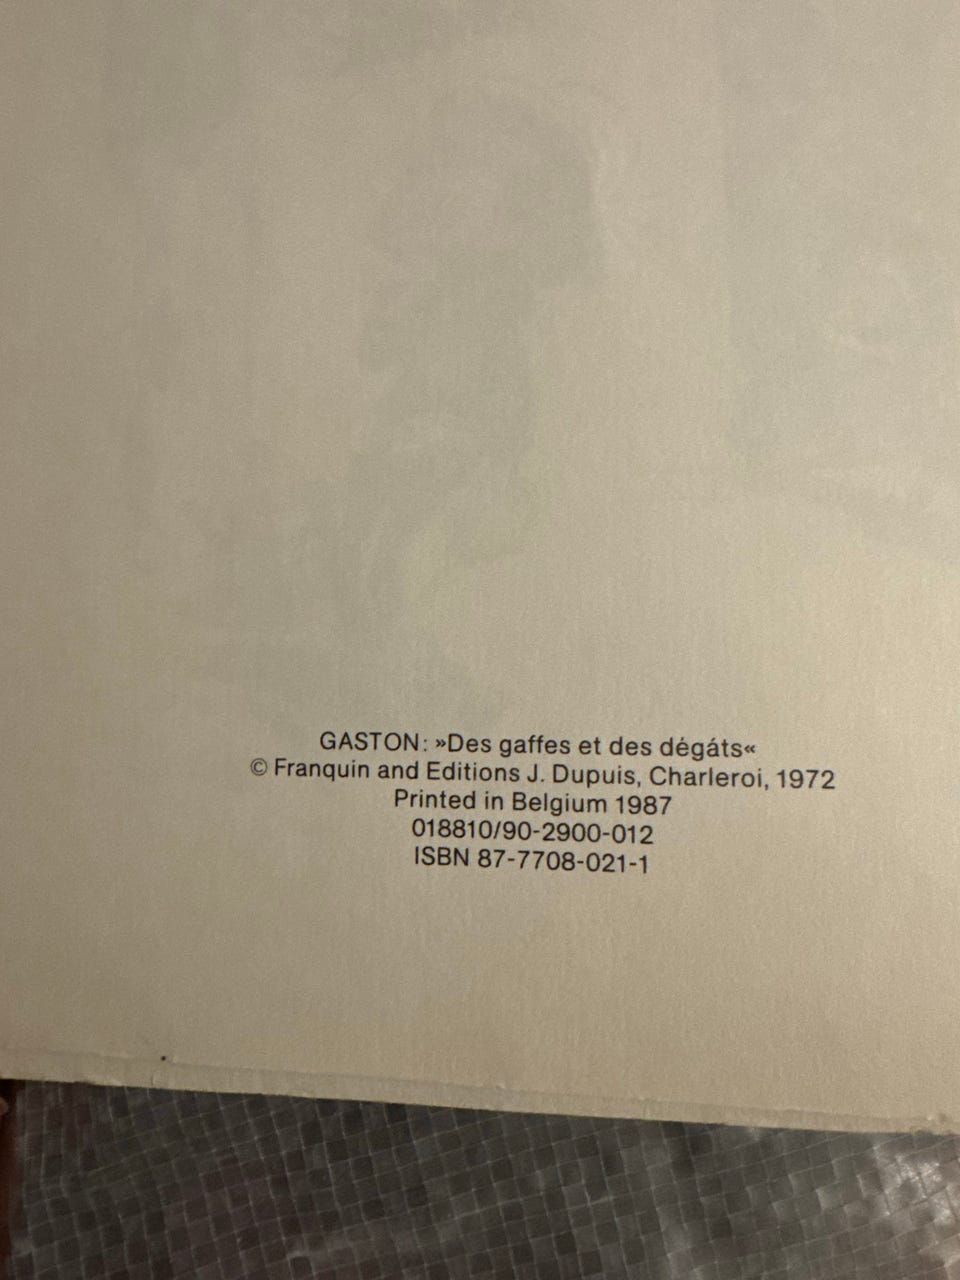 GASTON: »Des gaffes et des dégáts«
© Franquin and Editions J. Dupuis, Charleroi, 1972
Printed in Belgium 1987
018810/90-2900-012
ISBN 87-7708-021-1